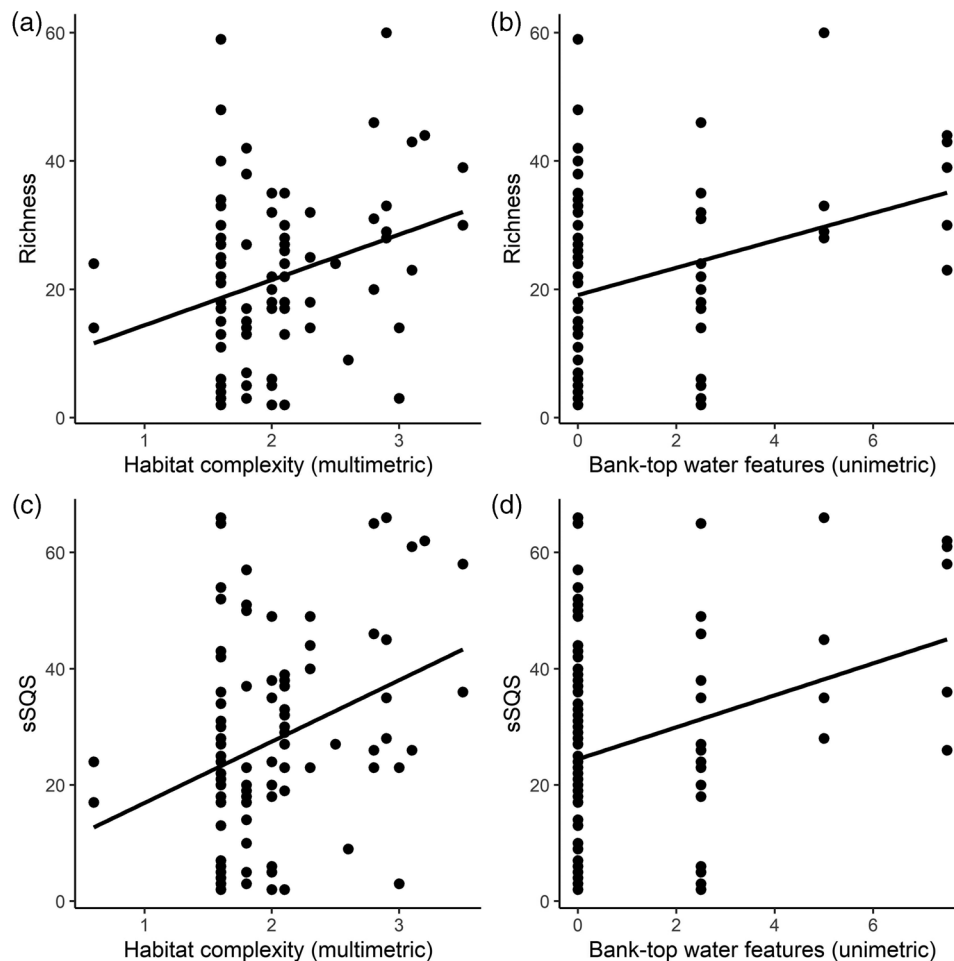 (a)
60
40
20
0
Richness
1 2 3
Habitat complexity (multimetric)
(b)
60
40
20
0
Richness
0 2 4 6
Bank-top water features (unimetric)
(c)
60
40
20
0
sSQS
1 2 3
Habitat complexity (multimetric)
(d)
60
40
20
0
sSQS
0 2 4 6
Bank-top water features (unimetric)